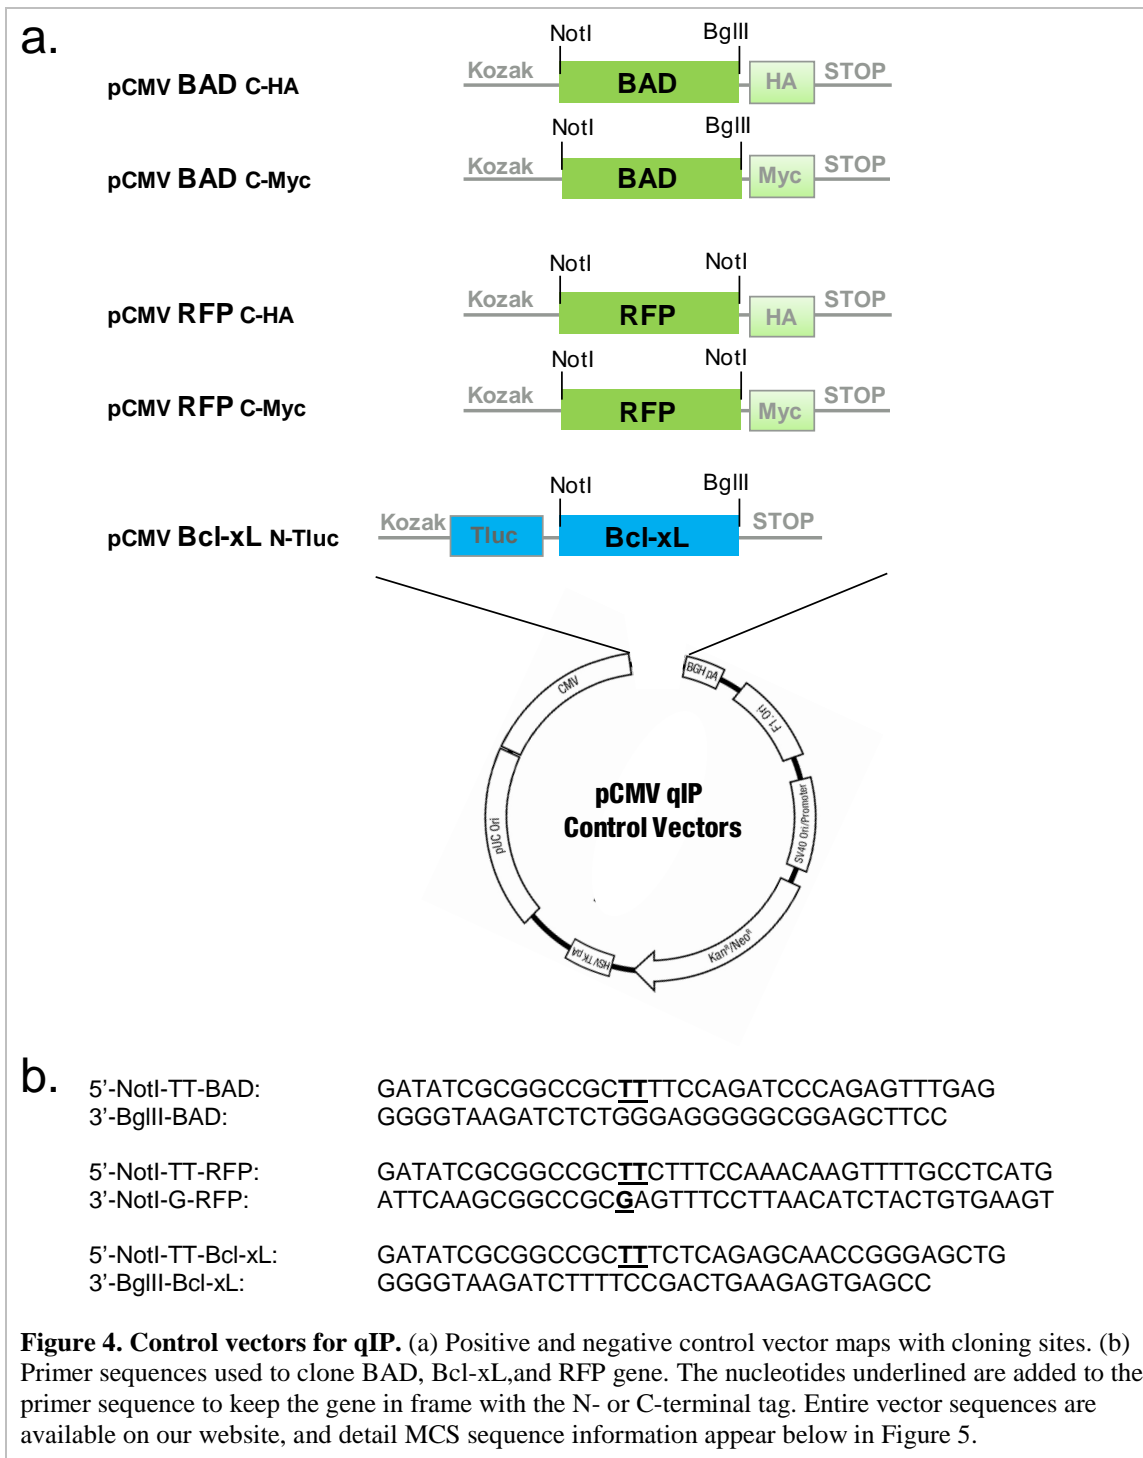 a.
NotI BglII
pCMV BAD C-HA Kozak BAD HA STOP
NotI BglII
pCMV BAD C-Myc Kozak BAD Myc STOP
NotI NotI
pCMV RFP C-HA Kozak RFP HA STOP
NotI NotI
pCMV RFP C-Myc Kozak RFP Myc STOP
NotI BglII
pCMV Bcl-xL N-Tluc Kozak Tluc Bcl-xL STOP
CMV
BGH pA
F1.Ori
SV40 Ori/Promoter
Kanᴿ/Neoᴿ
HSV TK pA
pUC Ori
pCMV qIP
Control Vectors
b.
5’-NotI-TT-BAD: GATATCGCGGCCGCTTTTCCAGATCCCAGAGTTTGAG
3’-BglII-BAD: GGGGTAAGATCTCTGGGAGGGGGCGGAGCTTCC
5’-NotI-TT-RFP: GATATCGCGGCCGCTTCTTTCCAAACAAGTTTTGCCTCATG
3’-NotI-G-RFP: ATTCAAGCGGCCGCGAGTTTCCTTAACATCTACTGTGAAGT
5’-NotI-TT-Bcl-xL: GATATCGCGGCCGCTTTCTCAGAGCAACCGGGAGCTG
3’-BglII-Bcl-xL: GGGGTAAGATCTTTTCCGACTGAAGAGTGAGCC
Figure 4. Control vectors for qIP. (a) Positive and negative control vector maps with cloning sites. (b)
Primer sequences used to clone BAD, Bcl-xL,and RFP gene. The nucleotides underlined are added to the
primer sequence to keep the gene in frame with the N- or C-terminal tag. Entire vector sequences are
available on our website, and detail MCS sequence information appear below in Figure 5.